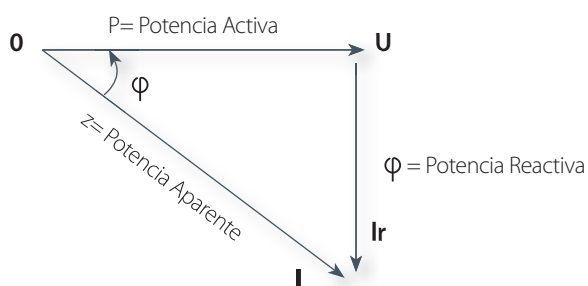 P= Potencia Activa
0
U
φ
z= Potencia Aparente
φ = Potencia Reactiva
Ir
I